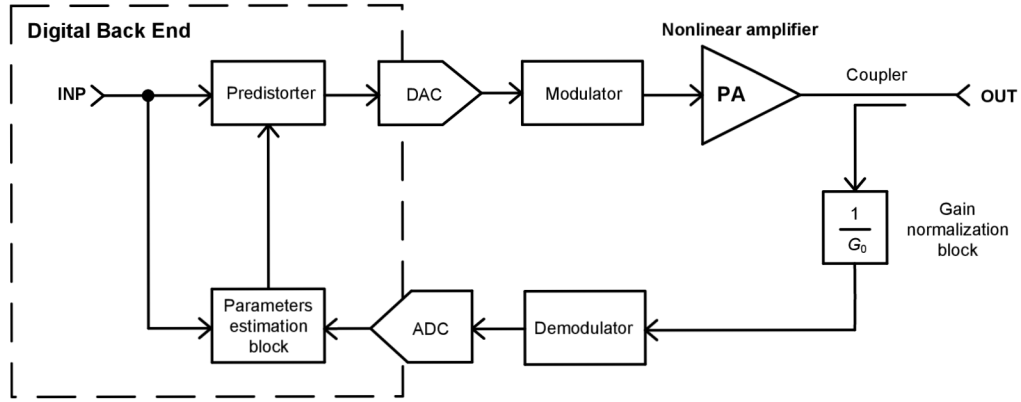 Digital Back End
Nonlinear amplifier
INP
Predistorter
DAC
Modulator
PA
Coupler
OUT
1
G₀
Gain
normalization
block
Parameters
estimation
block
ADC
Demodulator